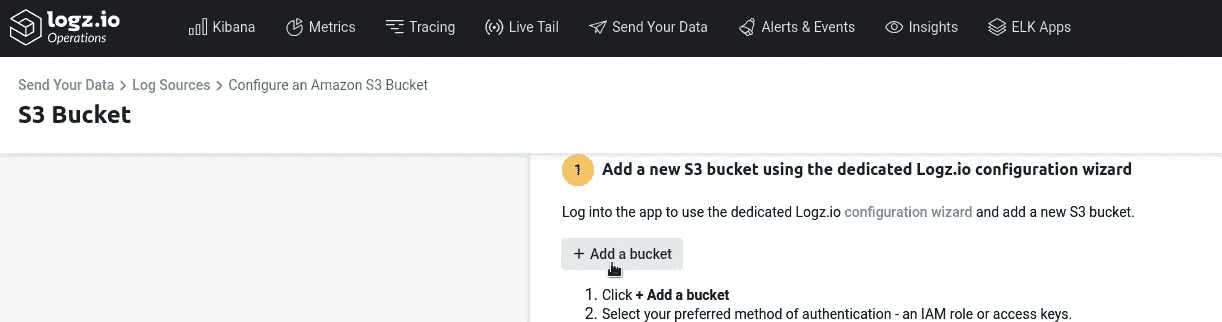 logz.io
Operations
Kibana Metrics Tracing Live Tail Send Your Data Alerts & Events Insights ELK Apps
Send Your Data > Log Sources > Configure an Amazon S3 Bucket
S3 Bucket
1 Add a new S3 bucket using the dedicated Logz.io configuration wizard
Log into the app to use the dedicated Logz.io configuration wizard and add a new S3 bucket.
+ Add a bucket
1. Click + Add a bucket
2. Select your preferred method of authentication - an IAM role or access keys.